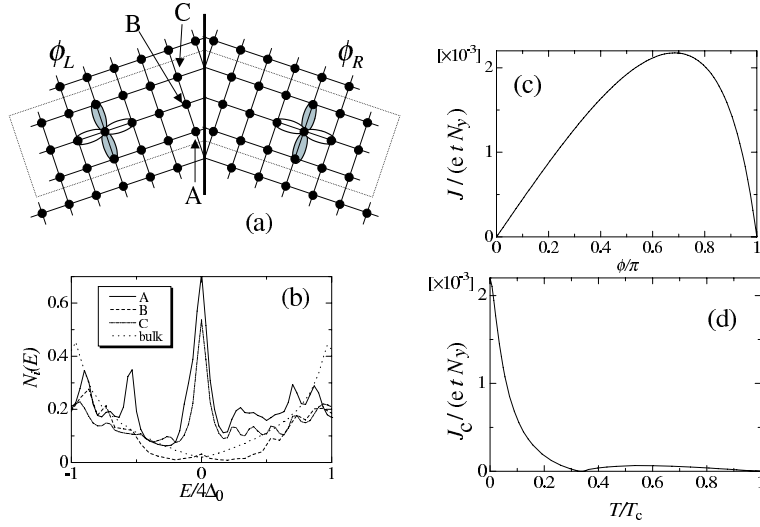 B
C
ϕL
ϕR
A
(a)
[×10⁻³]
2
1
0
0
0.2
0.4
0.6
0.8
1
ϕ/π
J / (e t Ny)
(c)
0.6
0.4
0.2
0
-1
0
1
E/4Δ0
Ni(E)
A
B
C
bulk
(b)
[×10⁻³]
2
1
0
0
0.2
0.4
0.6
0.8
1
T/Tc
Jc / (e t Ny)
(d)